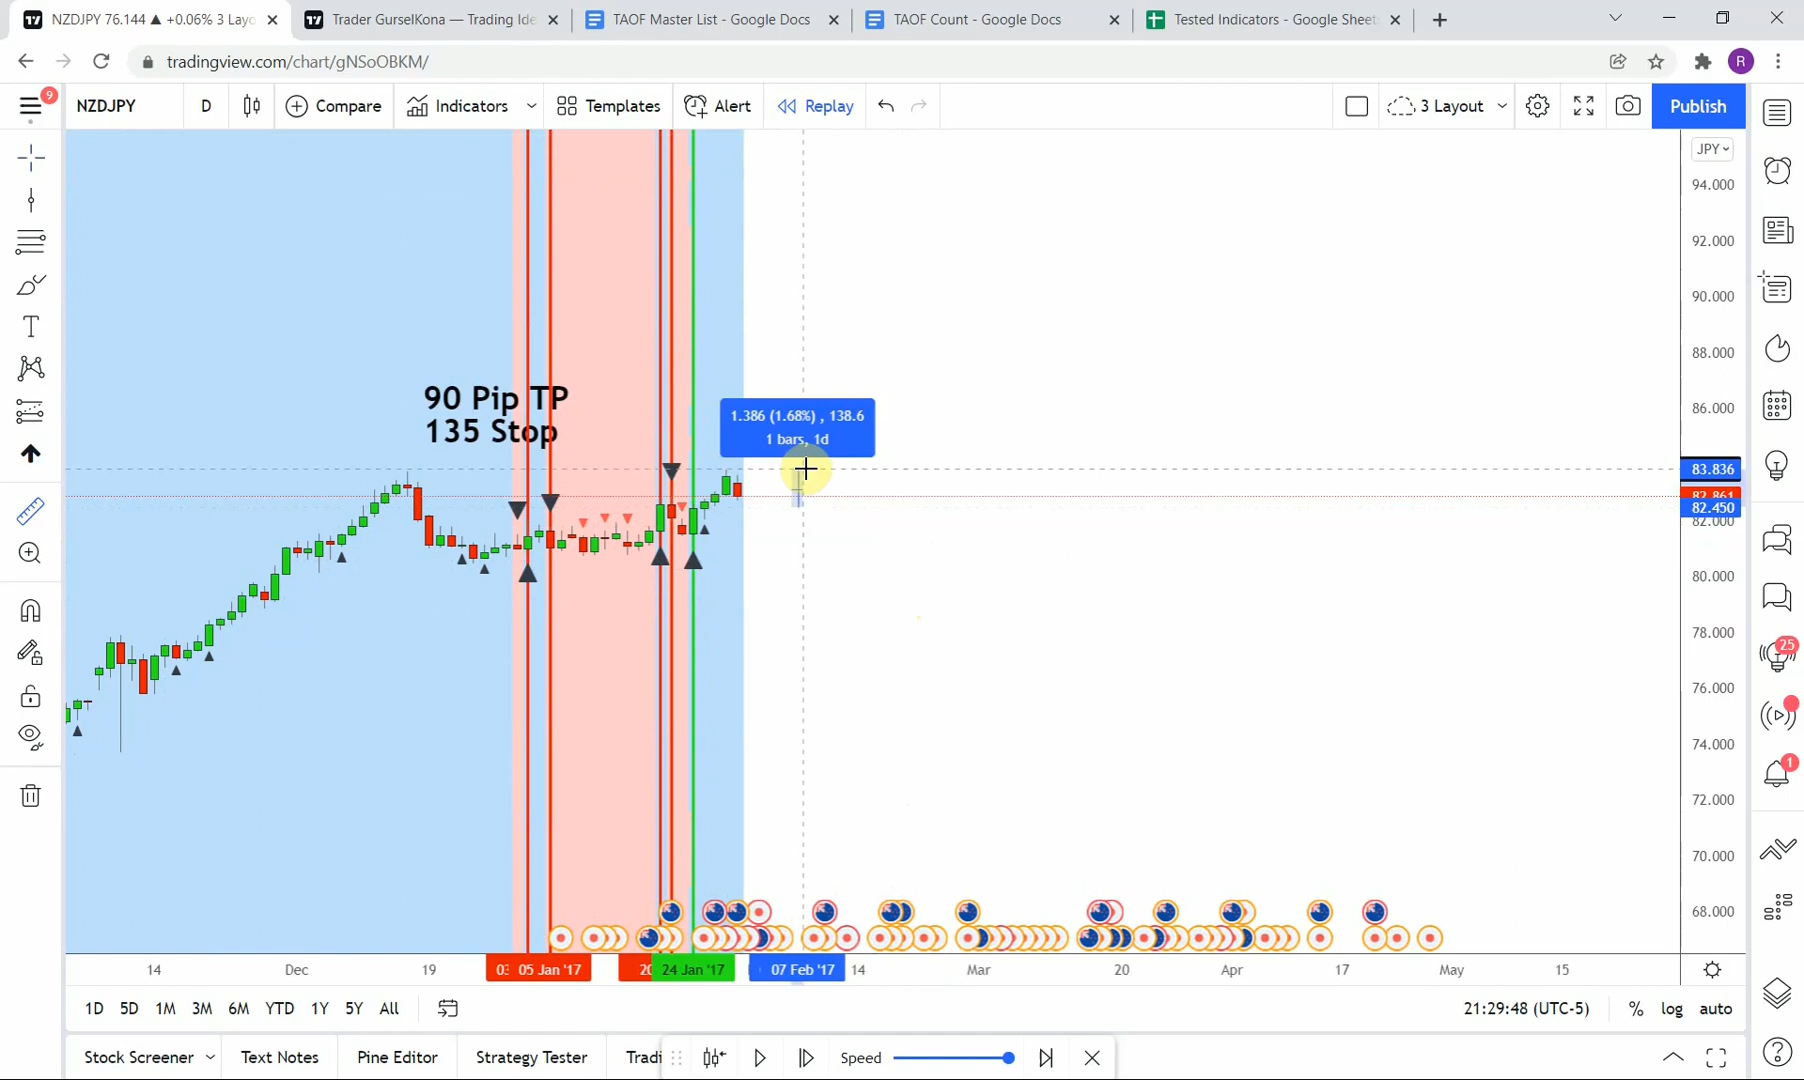 NZDJPY 76.144 ▲ +0.06% 3 Layo
Trader GurselKona — Trading Ide
TAOF Master List - Google Docs
TAOF Count - Google Docs
Tested Indicators - Google Sheet
tradingview.com/chart/gNSoOBKM/
R
9
NZDJPY
D
Compare
Indicators
Templates
Alert
Replay
3 Layout
Publish
JPY
94.000
92.000
90.000
88.000
86.000
90 Pip TP
135 Stop
1.386 (1.68%) , 138.6
1 bars, 1d
83.836
82.861
82.450
82.000
80.000
78.000
76.000
74.000
72.000
70.000
68.000
25
1
14
Dec
19
05 Jan '17
24 Jan '17
07 Feb '17
14
Mar
20
Apr
17
May
15
1D
5D
1M
3M
6M
YTD
1Y
5Y
All
21:29:48 (UTC-5)
%
log
auto
Stock Screener
Text Notes
Pine Editor
Strategy Tester
Tradi
Speed